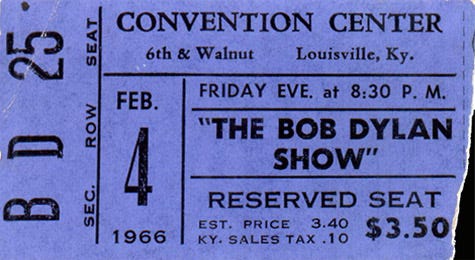 B D 25
SEC. ROW SEAT
CONVENTION CENTER
6th & Walnut Louisville, Ky.
FEB.
4
1966
FRIDAY EVE. at 8:30 P. M.
"THE BOB DYLAN
SHOW"
RESERVED SEAT
EST. PRICE 3.40
KY. SALES TAX .10
$3.50